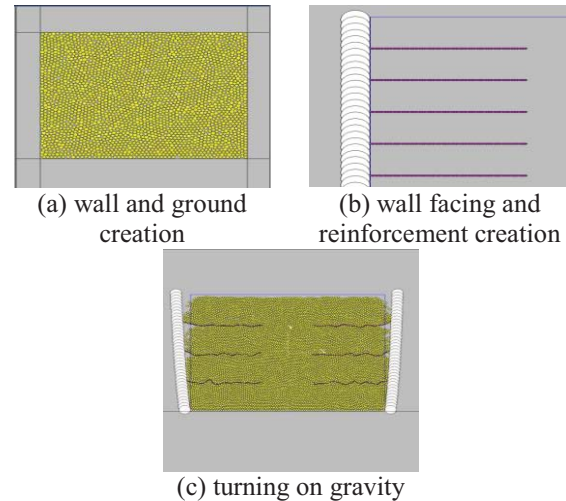 (a) wall and ground
creation
(b) wall facing and
reinforcement creation
(c) turning on gravity